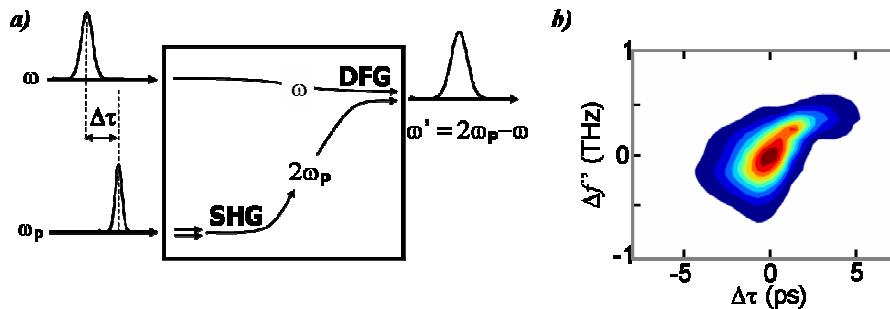 a)
ω
Δτ
ωₚ
SHG
2ωₚ
ω
DFG
ω' = 2ωₚ–ω
b)
Δf'' (THz)
1
0
-1
-5
0
5
Δτ (ps)